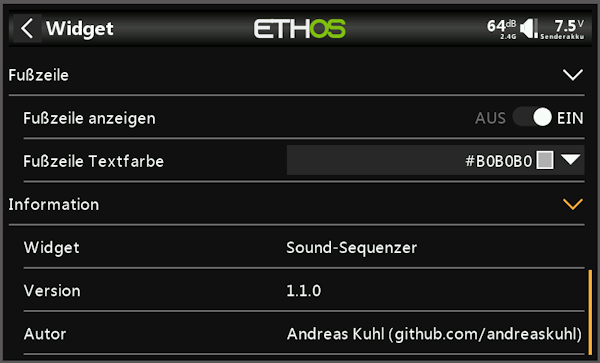 Widget ETHOS 64dB 2.4G 7.5V Senderakku
Fußzeile
Fußzeile anzeigen AUS EIN
Fußzeile Textfarbe #B0B0B0
Information
Widget Sound-Sequenzer
Version 1.1.0
Autor Andreas Kuhl (github.com/andreaskuhl)